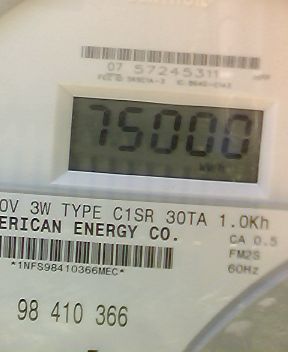 07 57245311
75000
kWh
0V 3W TYPE C1SR 30TA 1.0Kh
ERICAN ENERGY CO.
CA 0.5
*1NFS98410366MEC*
FM2S
60Hz
98 410 366